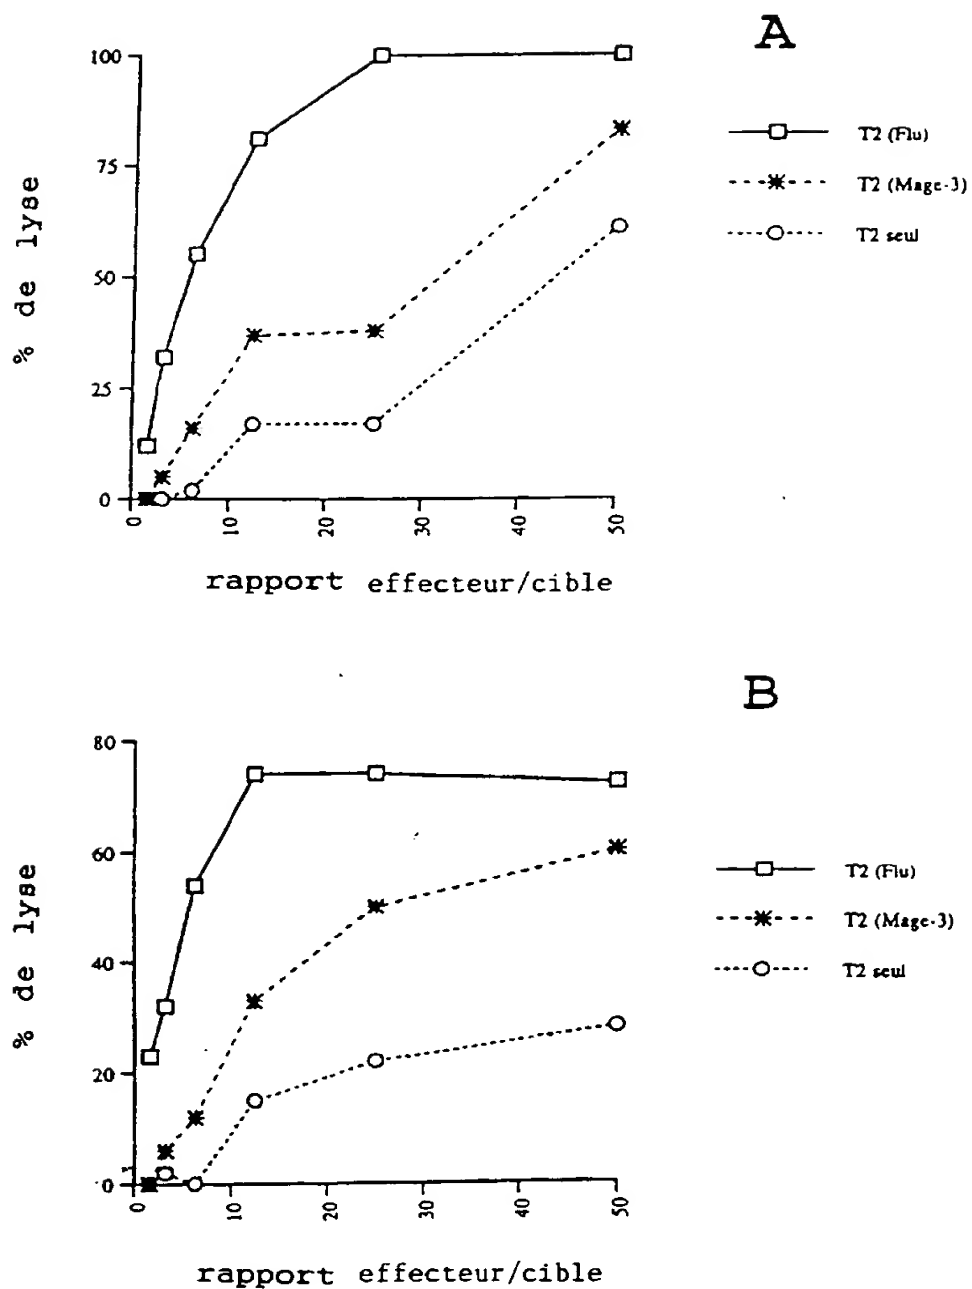 A
100
75
50
25
0
% de lyse
0 10 20 30 40 50
rapport effecteur/cible
T2 (Flu)
T2 (Mage-3)
T2 seul
B
80
60
40
20
0
% de lyse
0 10 20 30 40 50
rapport effecteur/cible
T2 (Flu)
T2 (Mage-3)
T2 seul